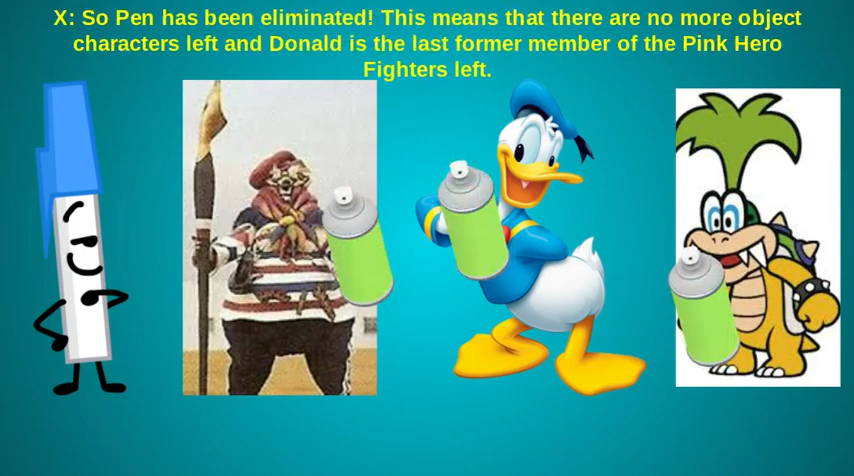 X: So Pen has been eliminated! This means that there are no more object
characters left and Donald is the last former member of the Pink Hero
Fighters left.